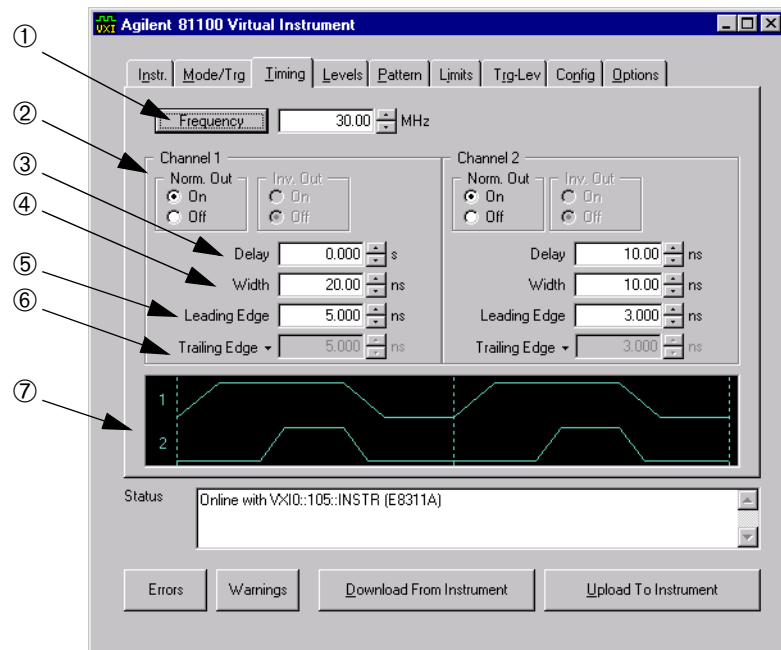 VXI Agilent 81100 Virtual Instrument
①
Instr. Mode/Trg Timing Levels Pattern Limits Trg-Lev Config Options
Frequency 30.00 MHz
②
Channel 1 Channel 2
Norm. Out Inv. Out Norm. Out Inv. Out
On On On On
Off Off Off Off
③
Delay 0.000 s Delay 10.00 ns
④
Width 20.00 ns Width 10.00 ns
⑤
Leading Edge 5.000 ns Leading Edge 3.000 ns
⑥
Trailing Edge 5.000 ns Trailing Edge 3.000 ns
⑦
1
2
Status Online with VXI0::105::INSTR (E8311A)
Errors Warnings Download From Instrument Upload To Instrument